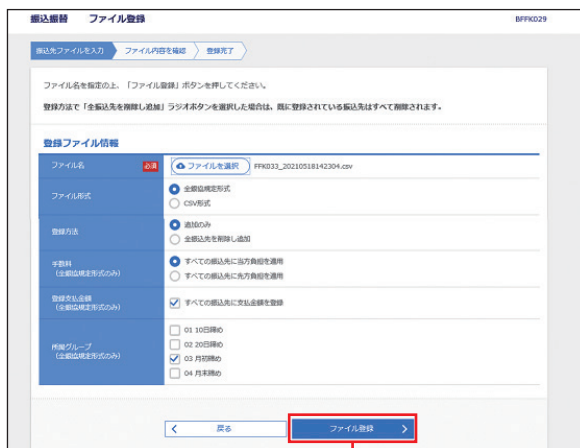 振込振替　ファイル登録
BFFK029
振込先ファイルを入力
ファイル内容を確認
登録完了
ファイル名を指定の上、「ファイル登録」ボタンを押してください。
登録方法で「全振込先を削除し追加」ラジオボタンを選択した場合は、既に登録されている振込先はすべて削除されます。
登録ファイル情報
ファイル名 必須 ファイルを選択 FFK033_20210518142304.csv
ファイル形式
全銀協規定形式
CSV形式
登録方法
追加のみ
全振込先を削除し追加
手数料
（全銀協規定形式のみ）
すべての振込先に当方負担を適用
すべての振込先に先方負担を適用
登録支払金額
（全銀協規定形式のみ）
すべての振込先に支払金額を登録
所属グループ
（全銀協規定形式のみ）
01 10日締め
02 20日締め
03 月初締め
04 月末締め
戻る
ファイル登録